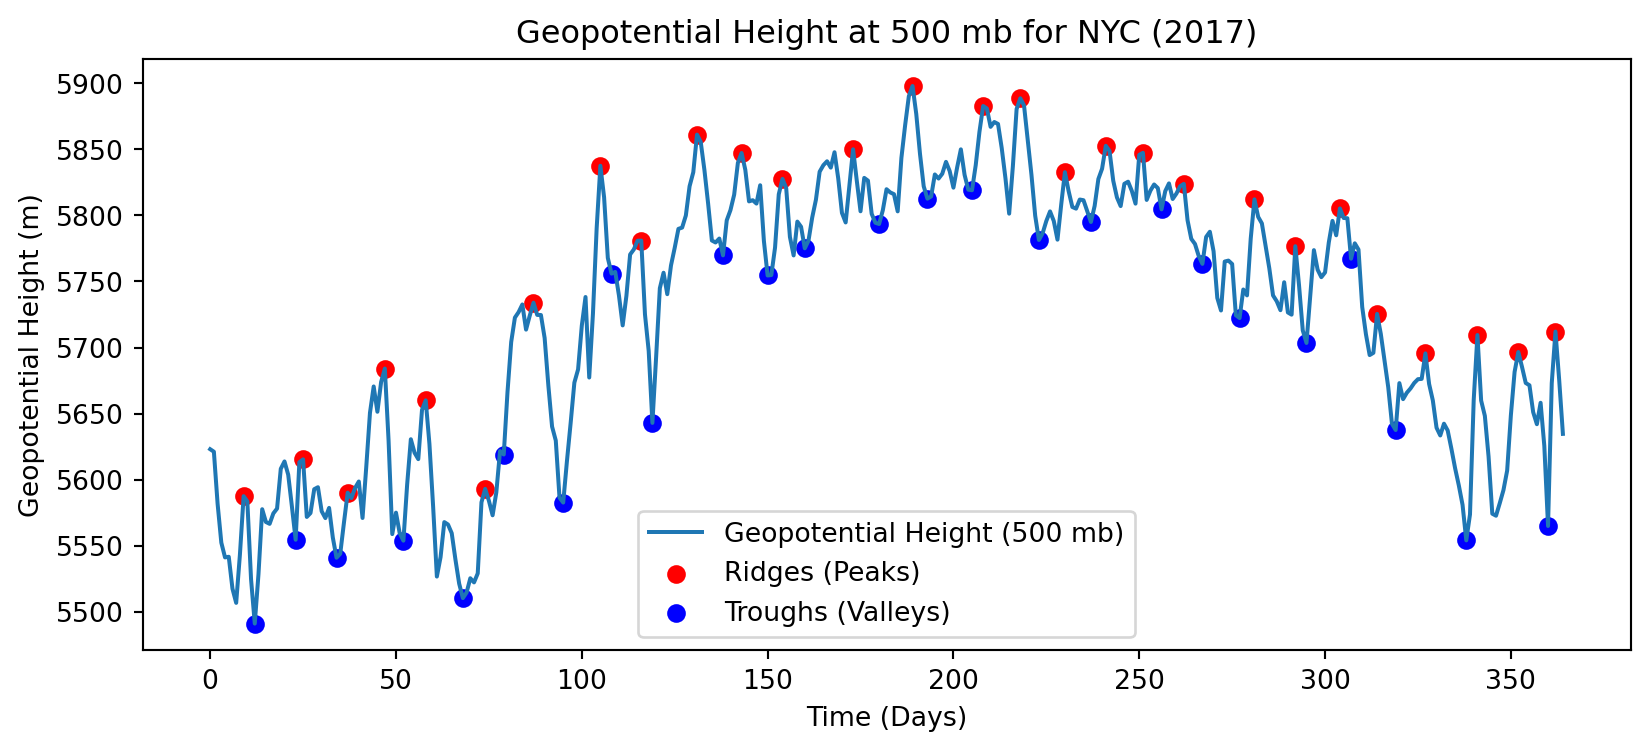 Geopotential Height at 500 mb for NYC (2017)
Geopotential Height (m)
5900
5850
5800
5750
5700
5650
5600
5550
5500
Geopotential Height (500 mb)
Ridges (Peaks)
Troughs (Valleys)
0 50 100 150 200 250 300 350
Time (Days)